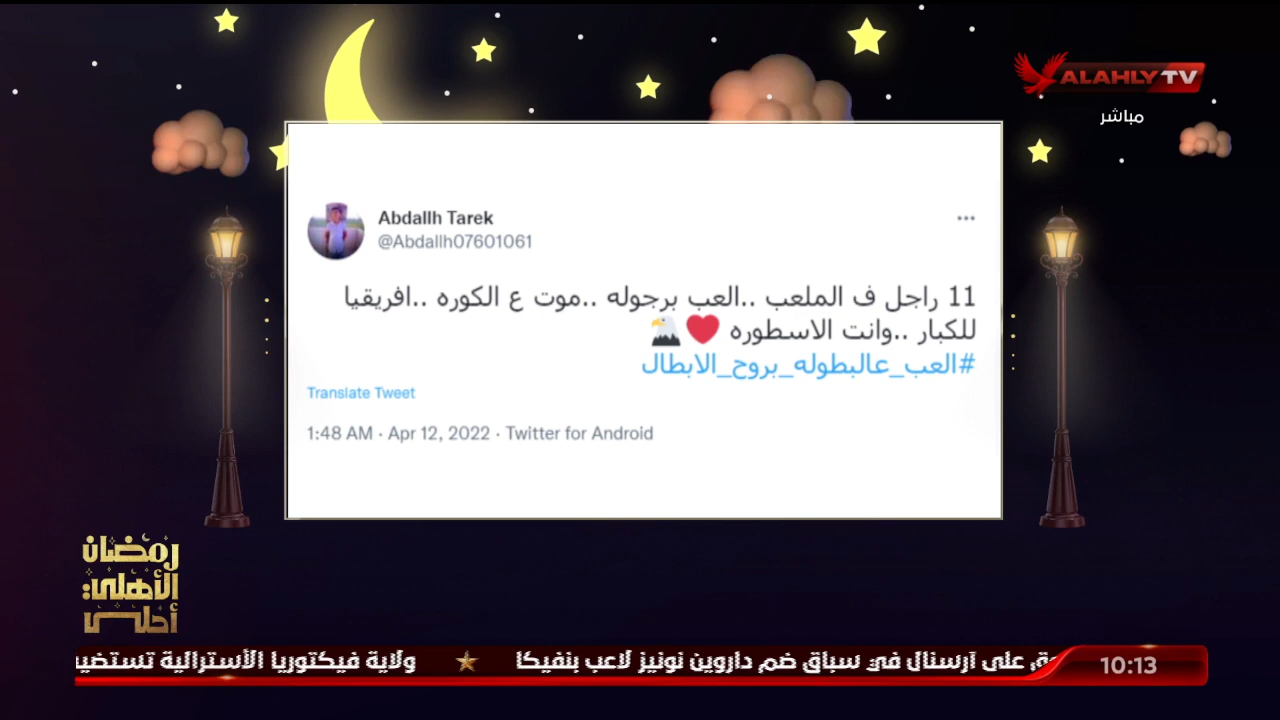 ALAHLY TV
مباشر
Abdallh Tarek
@Abdallh07601061
11 راجل ف الملعب ..العب برجوله ..موت ع الكوره ..افريقيا
للكبار ..وانت الاسطوره ❤️🦅
#العب_عالبطوله_بروح_الابطال
Translate Tweet
1:48 AM · Apr 12, 2022 · Twitter for Android
رمضان
الأهلي
أحلى
على آرسنال في سباق ضم داروين نونيز لاعب بنفيكا ★ ولاية فيكتوريا الأسترالية
10:13